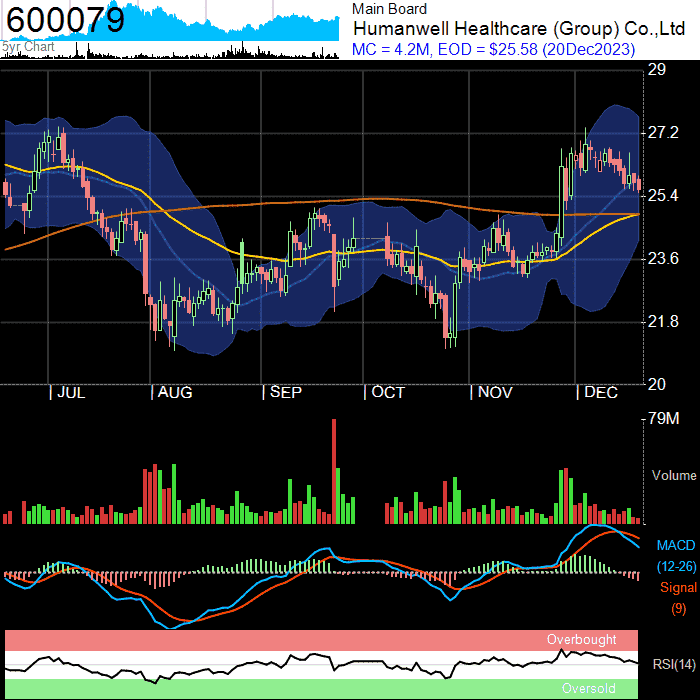 600079
5yr Chart
Main Board
Humanwell Healthcare (Group) Co.,Ltd
MC = 4.2M, EOD = $25.58 (20Dec2023)
29
27.2
25.4
23.6
21.8
20
| JUL | AUG | SEP | OCT | NOV | DEC
79M
Volume
MACD
(12-26)
Signal
(9)
Overbought
RSI(14)
Oversold